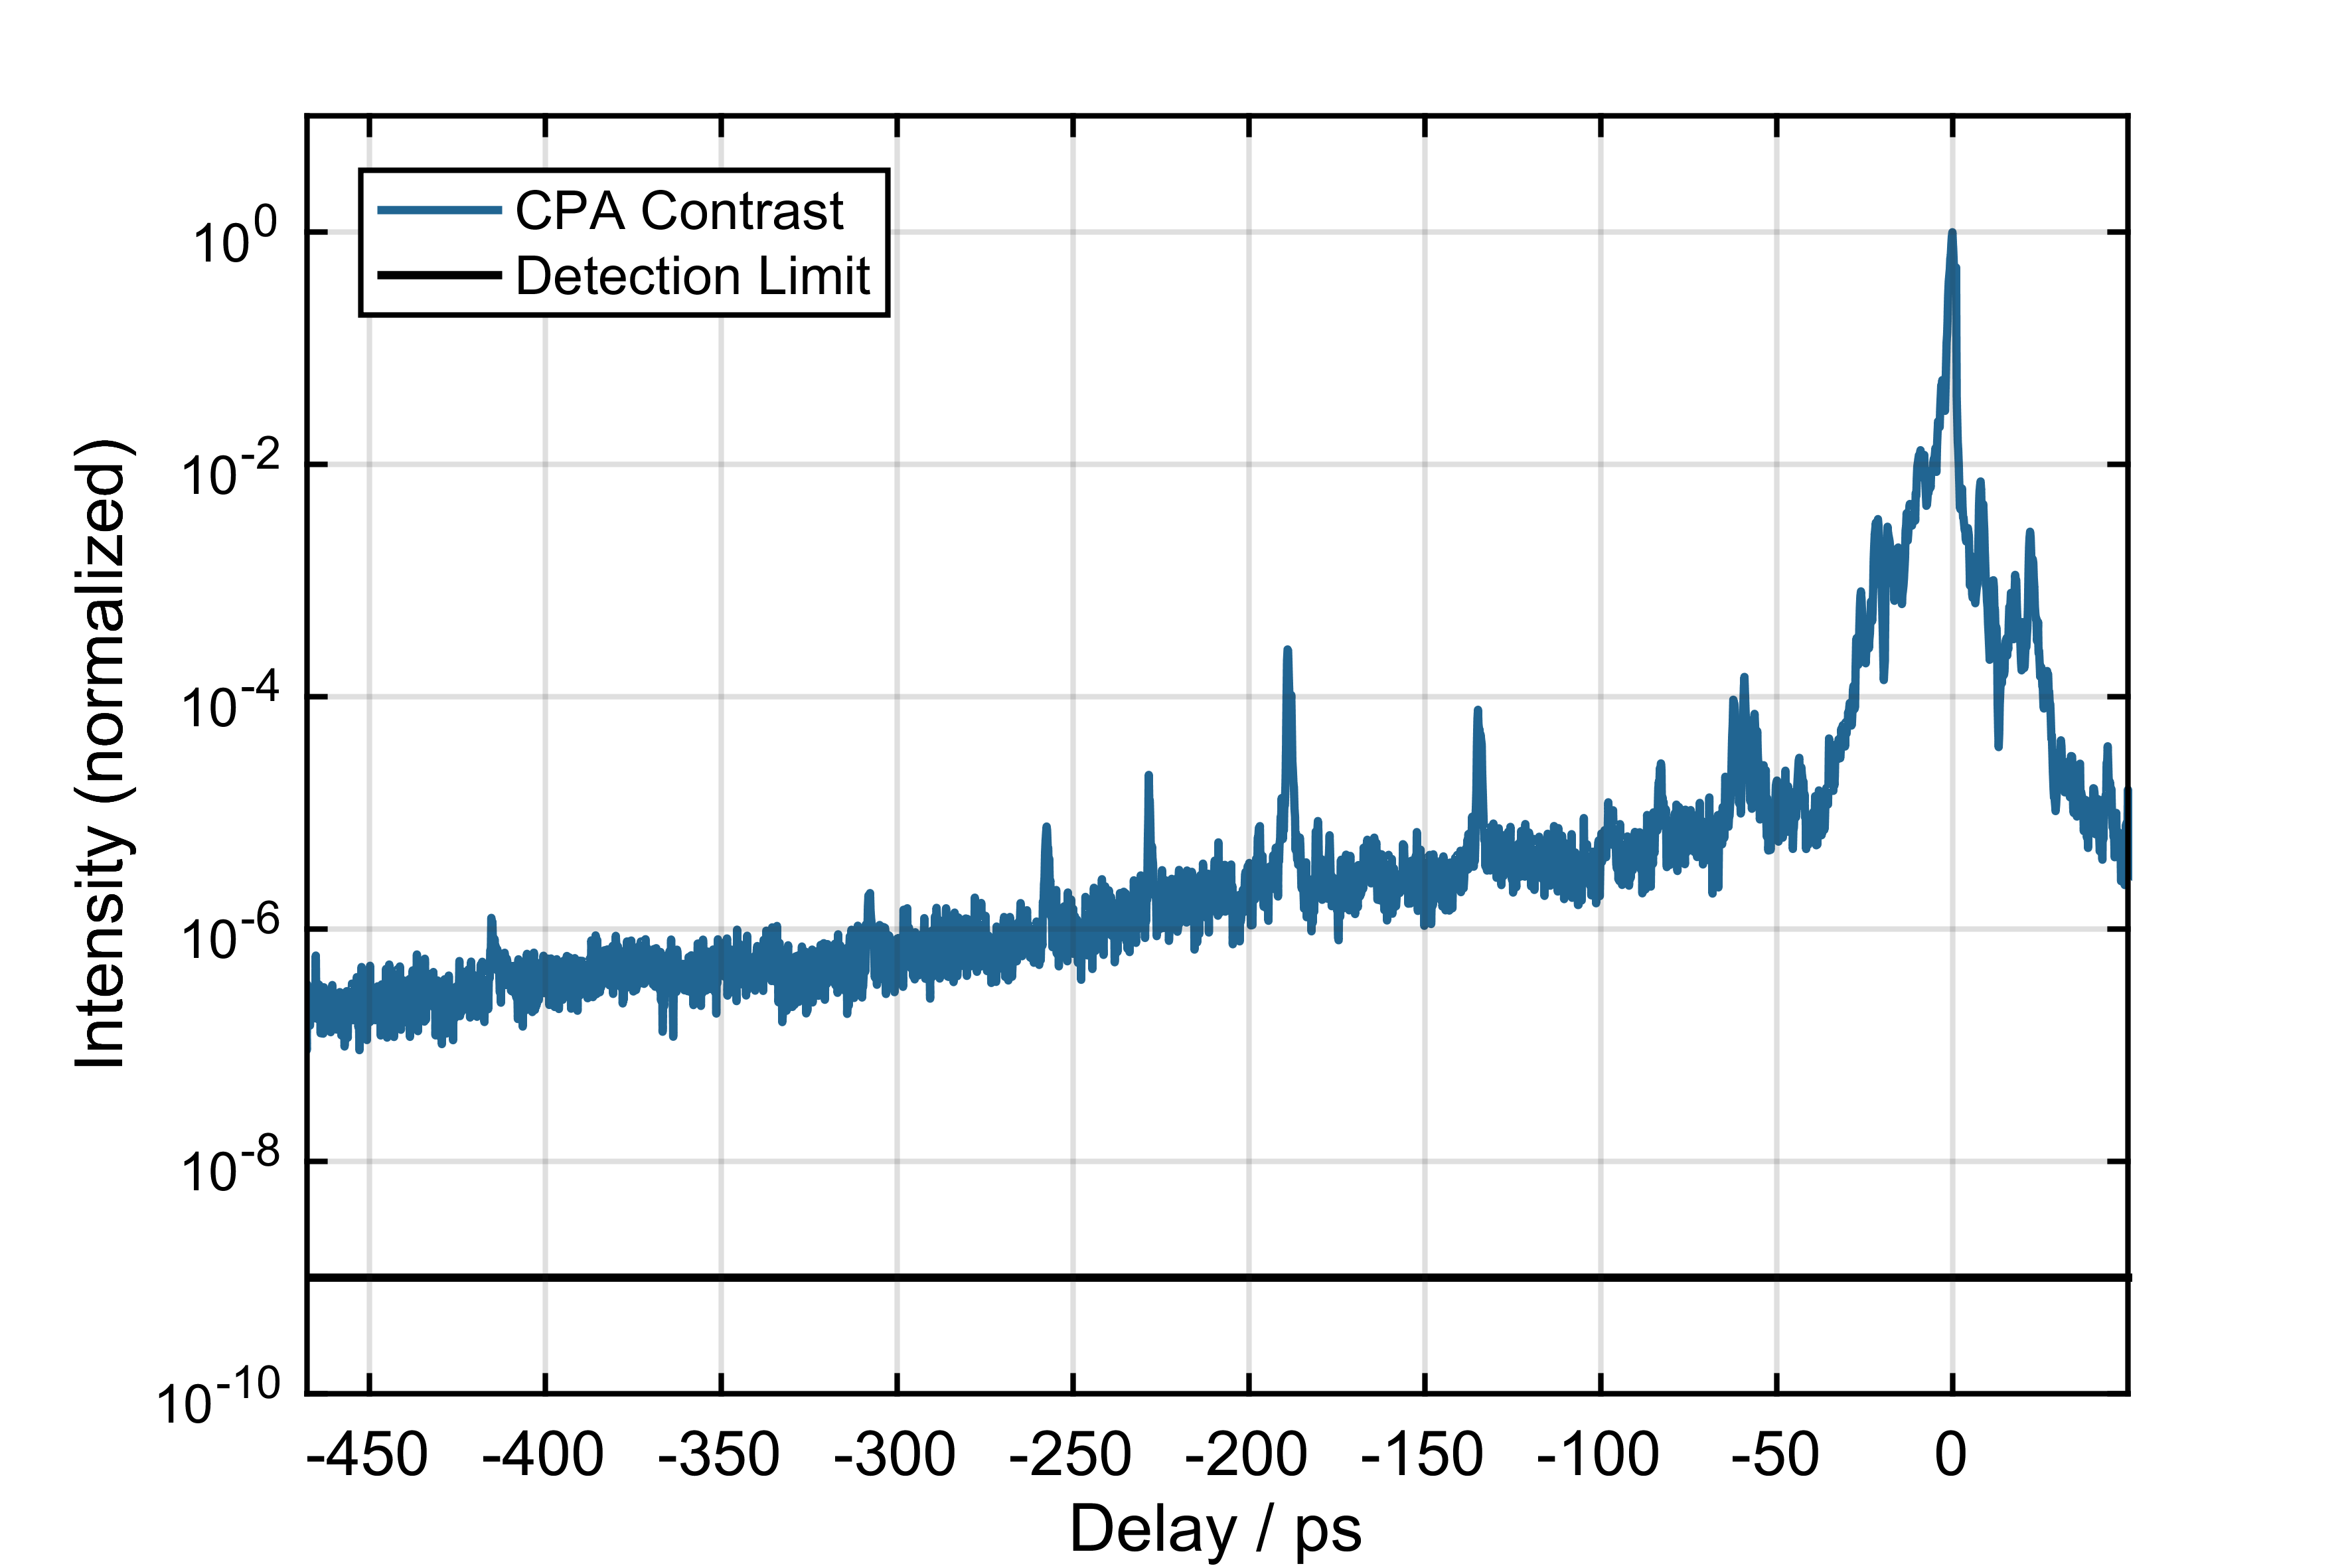 CPA Contrast
Detection Limit
10^0
10^-2
10^-4
10^-6
10^-8
10^-10
Intensity (normalized)
-450 -400 -350 -300 -250 -200 -150 -100 -50 0
Delay / ps